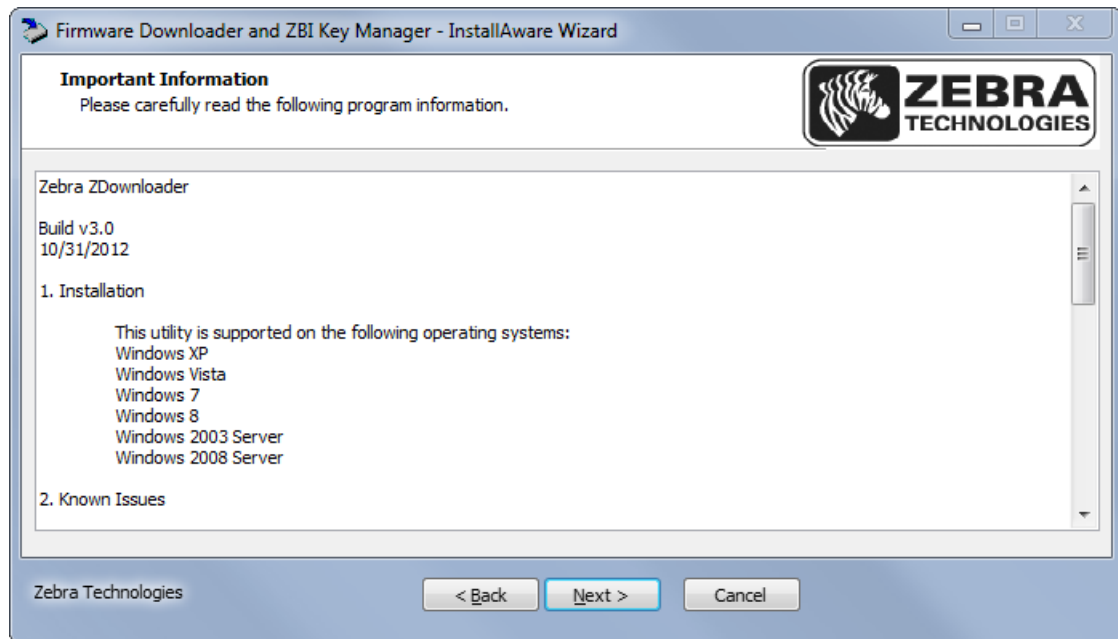 Firmware Downloader and ZBI Key Manager - InstallAware Wizard
Important Information
Please carefully read the following program information.
ZEBRA
TECHNOLOGIES
Zebra ZDownloader
Build v3.0
10/31/2012
1. Installation
This utility is supported on the following operating systems:
Windows XP
Windows Vista
Windows 7
Windows 8
Windows 2003 Server
Windows 2008 Server
2. Known Issues
Zebra Technologies
< Back
Next >
Cancel